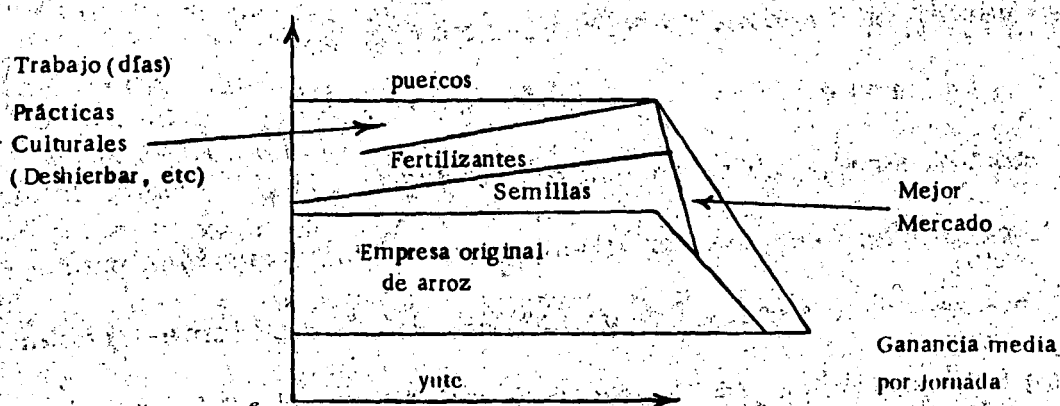 Trabajo (días)
Prácticas
Culturales
(Deshierbar, etc)
puercos
Fertilizantes
Semillas
Empresa original
de arroz
Mejor
Mercado
Ganancia media
por Jornada
yute